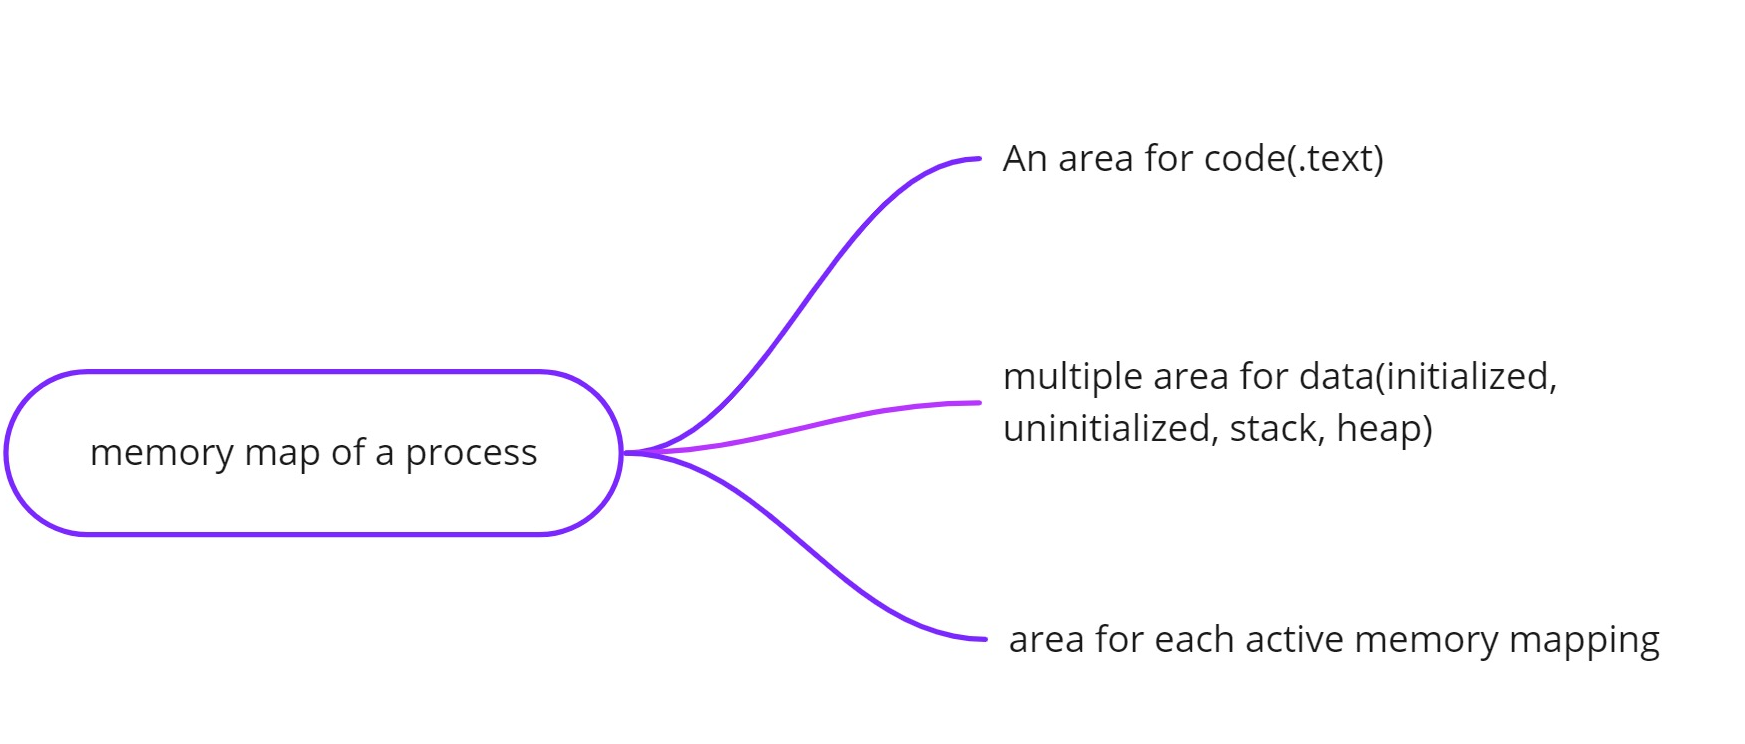 An area for code(.text)
multiple area for data(initialized,
uninitialized, stack, heap)
memory map of a process
area for each active memory mapping